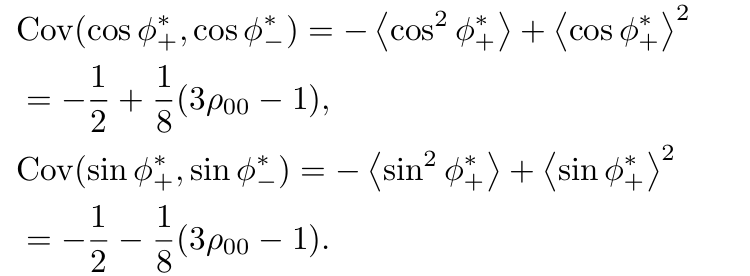 Cov(cos ϕ*₊, cos ϕ*₋) = − ⟨cos² ϕ*₊⟩ + ⟨cos ϕ*₊⟩²
= −1/2 + 1/8(3ρ₀₀ − 1),
Cov(sin ϕ*₊, sin ϕ*₋) = − ⟨sin² ϕ*₊⟩ + ⟨sin ϕ*₊⟩²
= −1/2 − 1/8(3ρ₀₀ − 1).